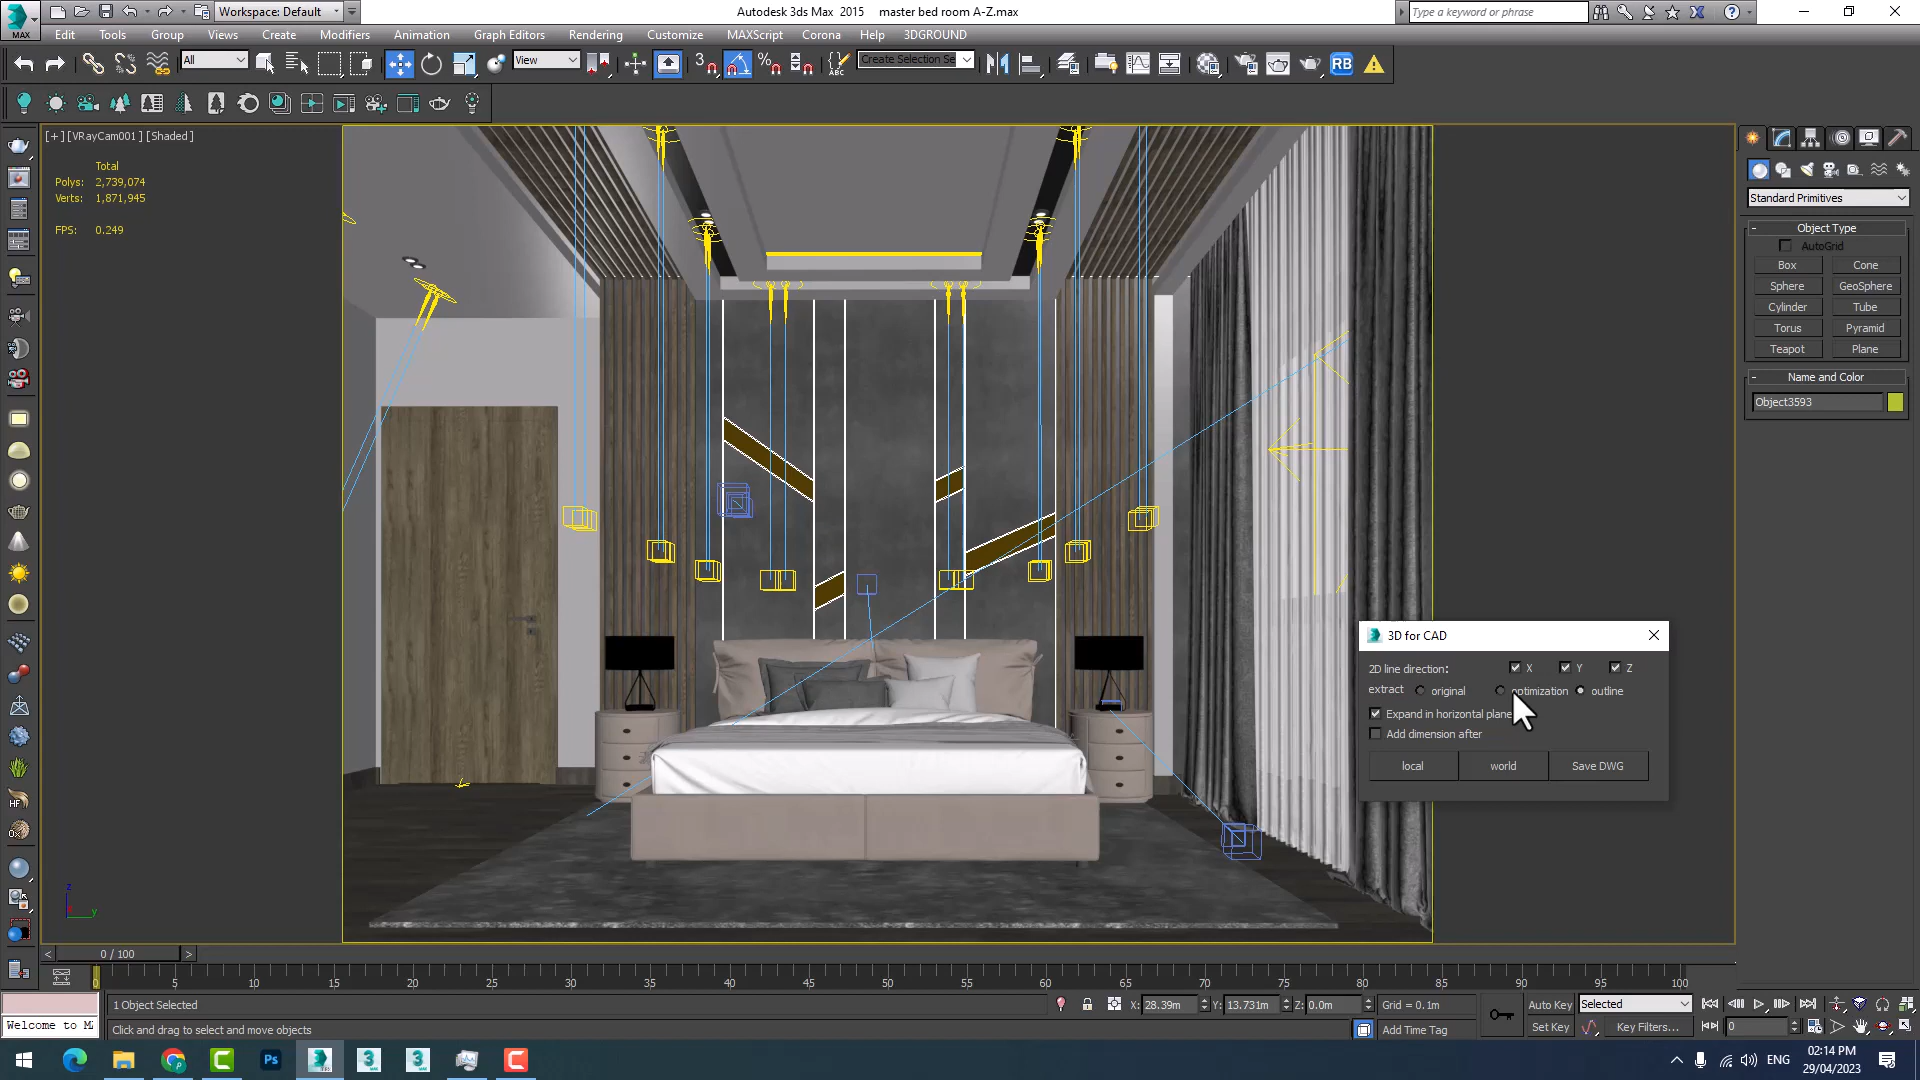 Workspace: Default
Autodesk 3ds Max 2015 master bed room A-Z.max
Type a keyword or phrase
MAX
Edit Tools Group Views Create Modifiers Animation Graph Editors Rendering Customize MAXScript Corona Help 3DGROUND
All
View
3
Create Selection Se
ABC
RB
[+] [VRayCam001] [Shaded]
Total
Polys: 2,739,074
Verts: 1,871,945
FPS: 0.249
Standard Primitives
- Object Type
AutoGrid
Box Cone
Sphere GeoSphere
Cylinder Tube
Torus Pyramid
Teapot Plane
- Name and Color
Object3593
3D for CAD
2D line direction: X Y Z
extract original optimization outline
Expand in horizontal plane
Add dimension after
local world Save DWG
HF
z
y
< 0 / 100 >
0 5 10 15 20 25 30 35 40 45 50 55 60 65 70 75 80 85 90 95 100
1 Object Selected
X: 28.39m Y: 13.731m Z: 0.0m Grid = 0.1m
Auto Key Selected
Welcome to M
Click and drag to select and move objects
Add Time Tag
Set Key Key Filters... 0
Ps
ENG
02:14 PM
29/04/2023